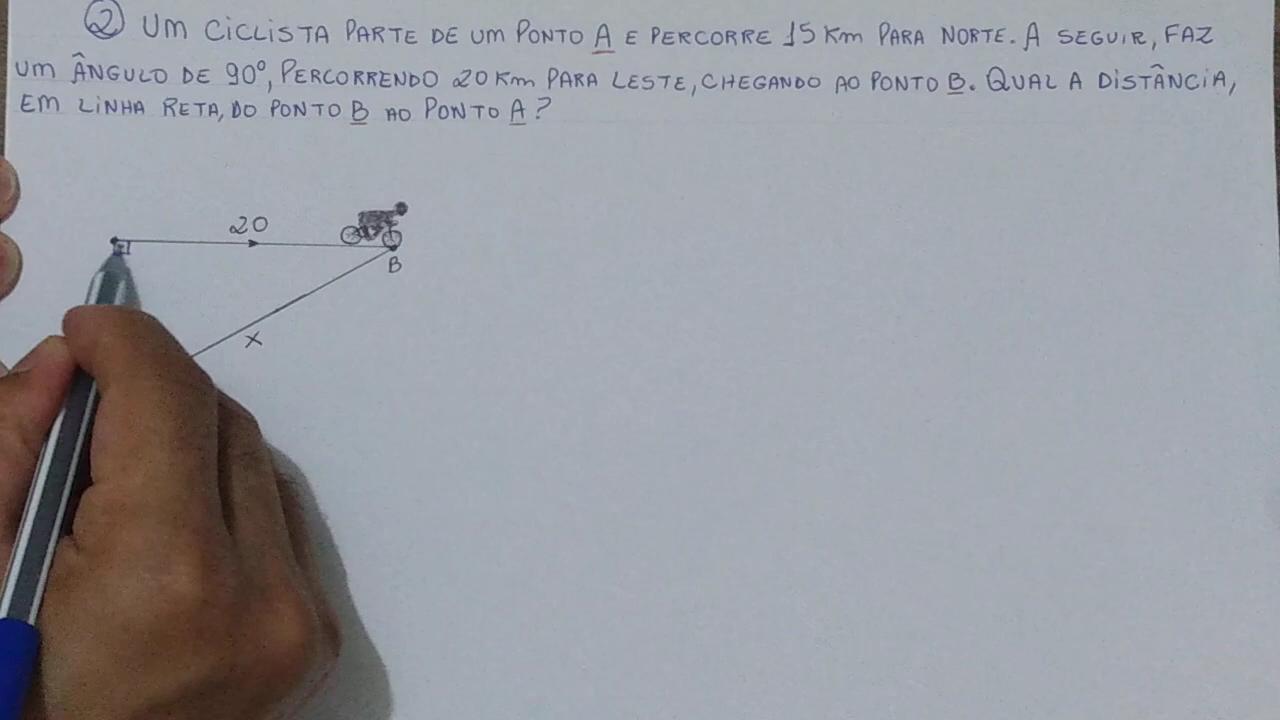 2 UM CICLISTA PARTE DE UM PONTO A E PERCORRE 15 Km PARA NORTE. A SEGUIR, FAZ
UM ÂNGULO DE 90º, PERCORRENDO 20 Km PARA LESTE, CHEGANDO AO PONTO B. QUAL A DISTÂNCIA,
EM LINHA RETA, DO PONTO B AO PONTO A?
20
B
X